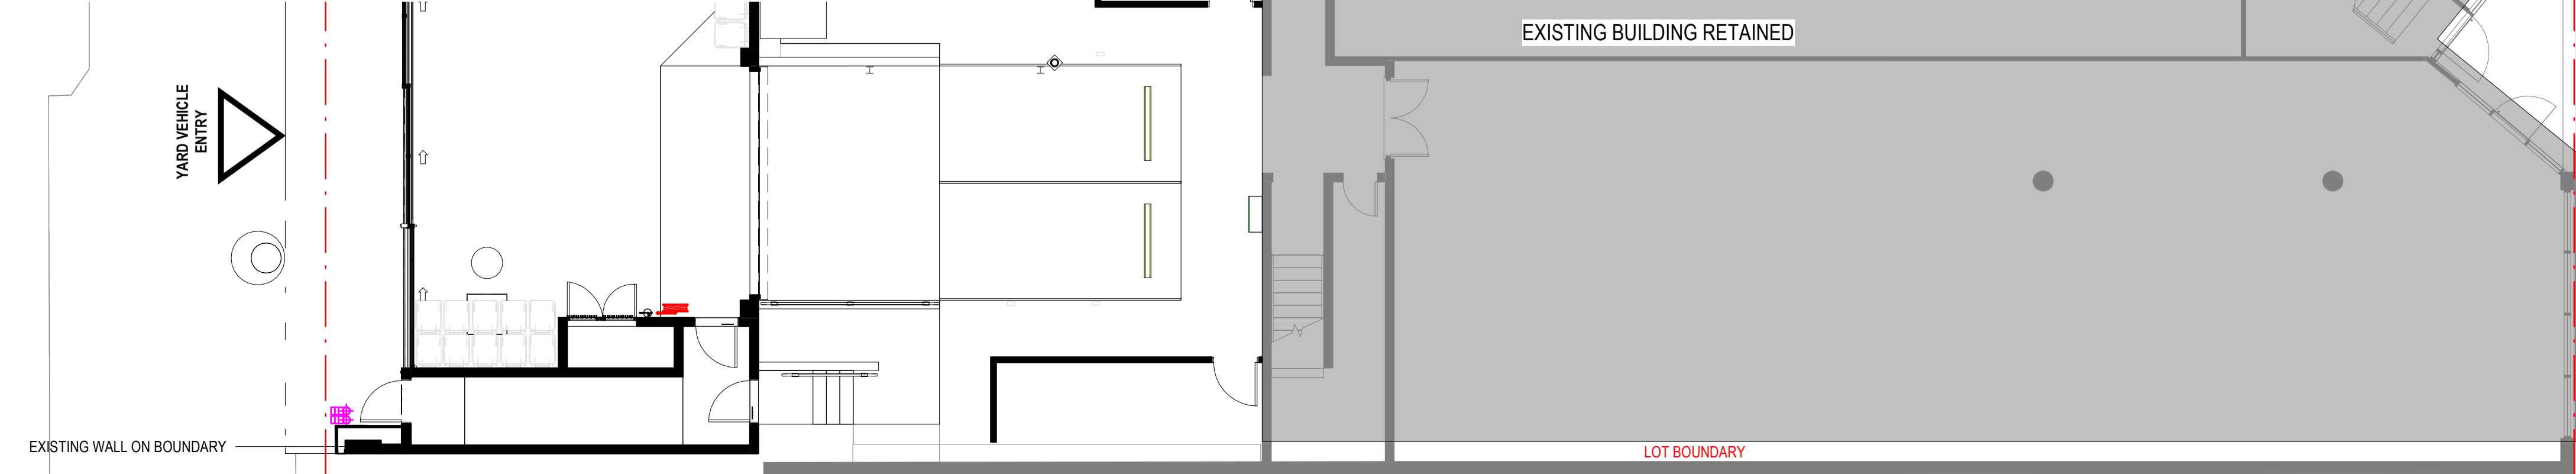 EXISTING BUILDING RETAINED
YARD VEHICLE
ENTRY
EXISTING WALL ON BOUNDARY
LOT BOUNDARY